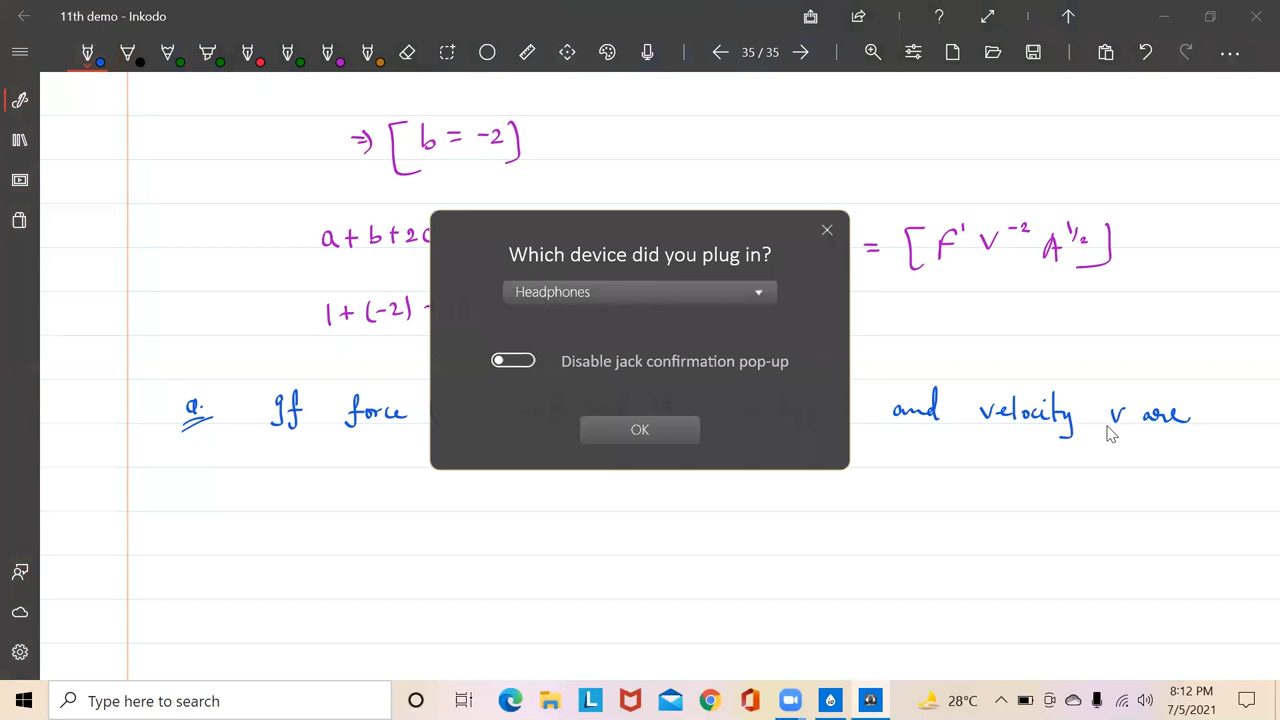 11th demo - Inkodo
35 / 35
⇒ [ b = -2 ]
Which device did you plug in?
Headphones
a + b + 2c
= [ F¹ V⁻² A^1/2 ]
1 + (-2)
Disable jack confirmation pop-up
Q. If force and velocity v are
OK
Type here to search
28°C
8:12 PM
7/5/2021